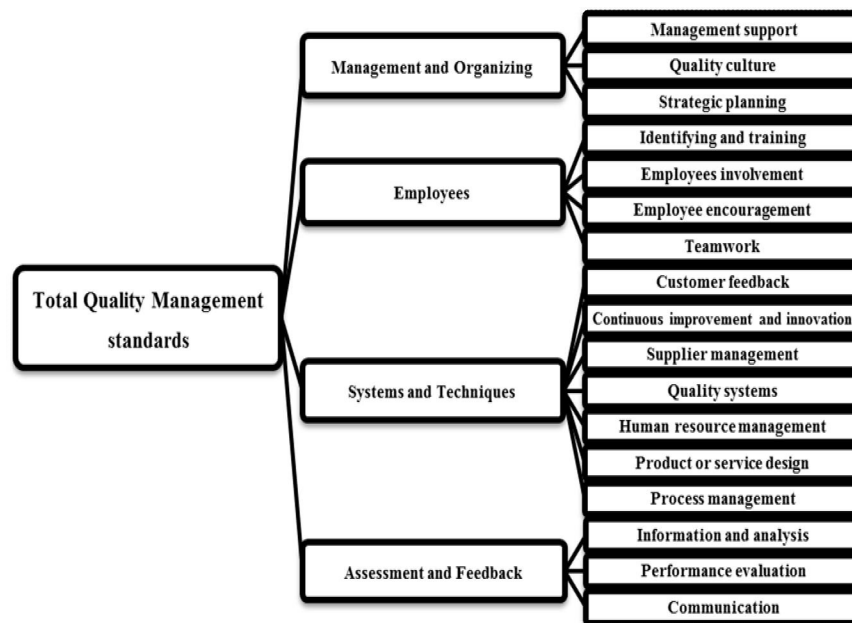 Total Quality Management
standards
Management and Organizing
Management support
Quality culture
Strategic planning
Employees
Identifying and training
Employees involvement
Employee encouragement
Teamwork
Systems and Techniques
Customer feedback
Continuous improvement and innovation
Supplier management
Quality systems
Human resource management
Product or service design
Process management
Assessment and Feedback
Information and analysis
Performance evaluation
Communication